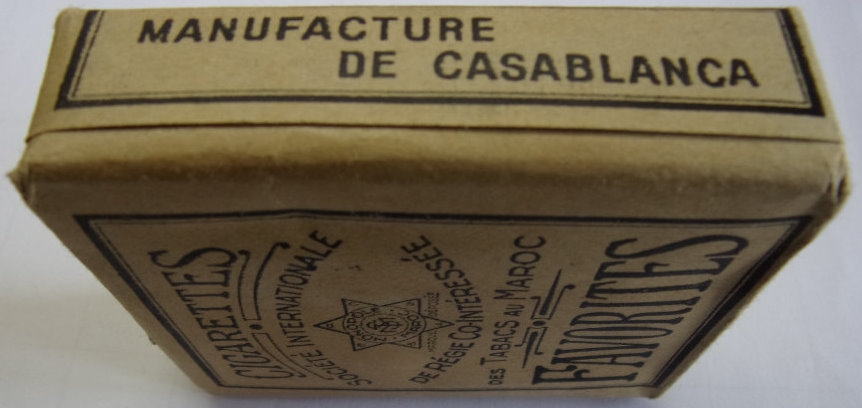 MANUFACTURE
DE CASABLANCA
CIGARETTES
SOCIÉTÉ INTERNATIONALE
DE RÉGIE CO-INTÉRESSÉE
DES TABACS AU MAROC
FAVORITES